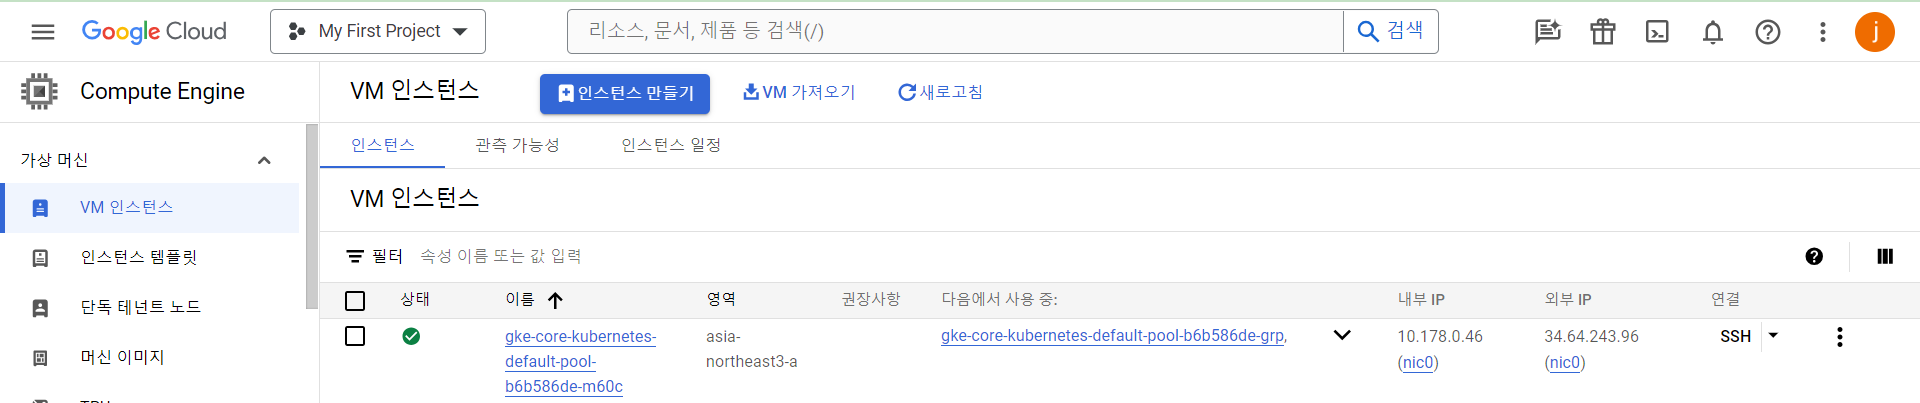 Google Cloud
My First Project
리소스, 문서, 제품 등 검색(/)
검색
j
Compute Engine
VM 인스턴스
인스턴스 만들기
VM 가져오기
새로고침
가상 머신
VM 인스턴스
인스턴스 템플릿
단독 테넌트 노드
머신 이미지
인스턴스
관측 가능성
인스턴스 일정
VM 인스턴스
필터
속성 이름 또는 값 입력
상태
이름
영역
권장사항
다음에서 사용 중:
내부 IP
외부 IP
연결
gke-core-kubernetes-
default-pool-
b6b586de-m60c
asia-
northeast3-a
gke-core-kubernetes-default-pool-b6b586de-grp,
10.178.0.46
(nic0)
34.64.243.96
(nic0)
SSH